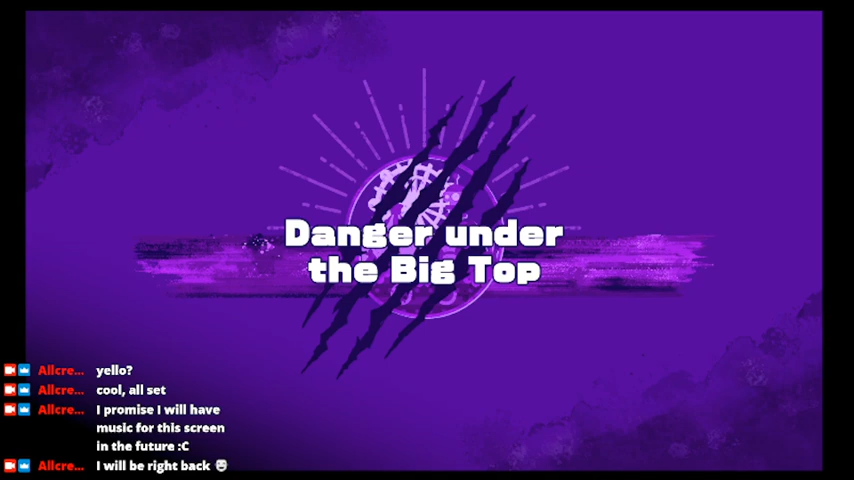 Danger under
the Big Top
Allcre... yello?
Allcre... cool, all set
Allcre... I promise I will have
music for this screen
in the future :C
Allcre... I will be right back